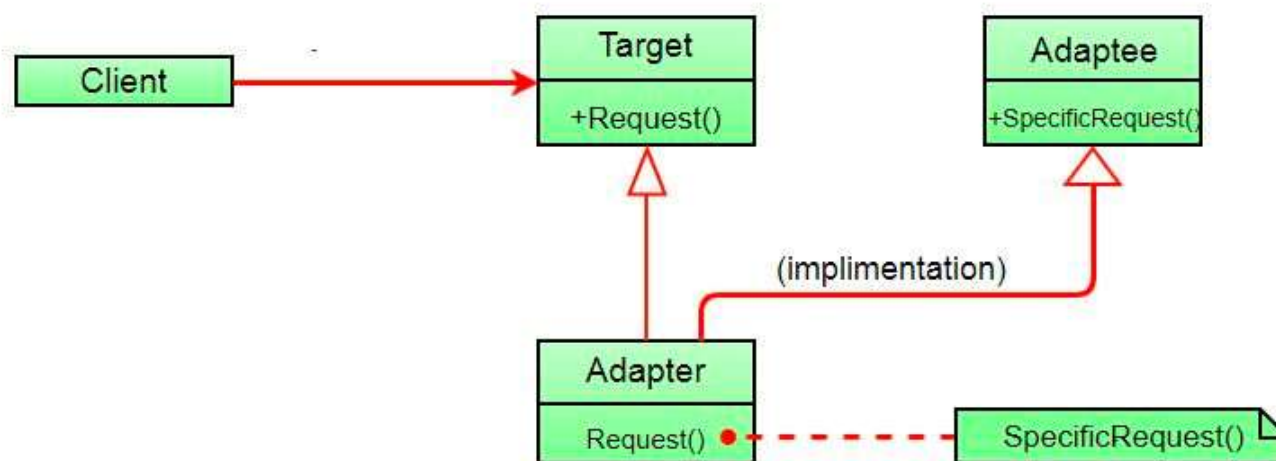 Client
Target
+Request()
Adaptee
+SpecificRequest()
(implimentation)
Adapter
Request()
SpecificRequest()